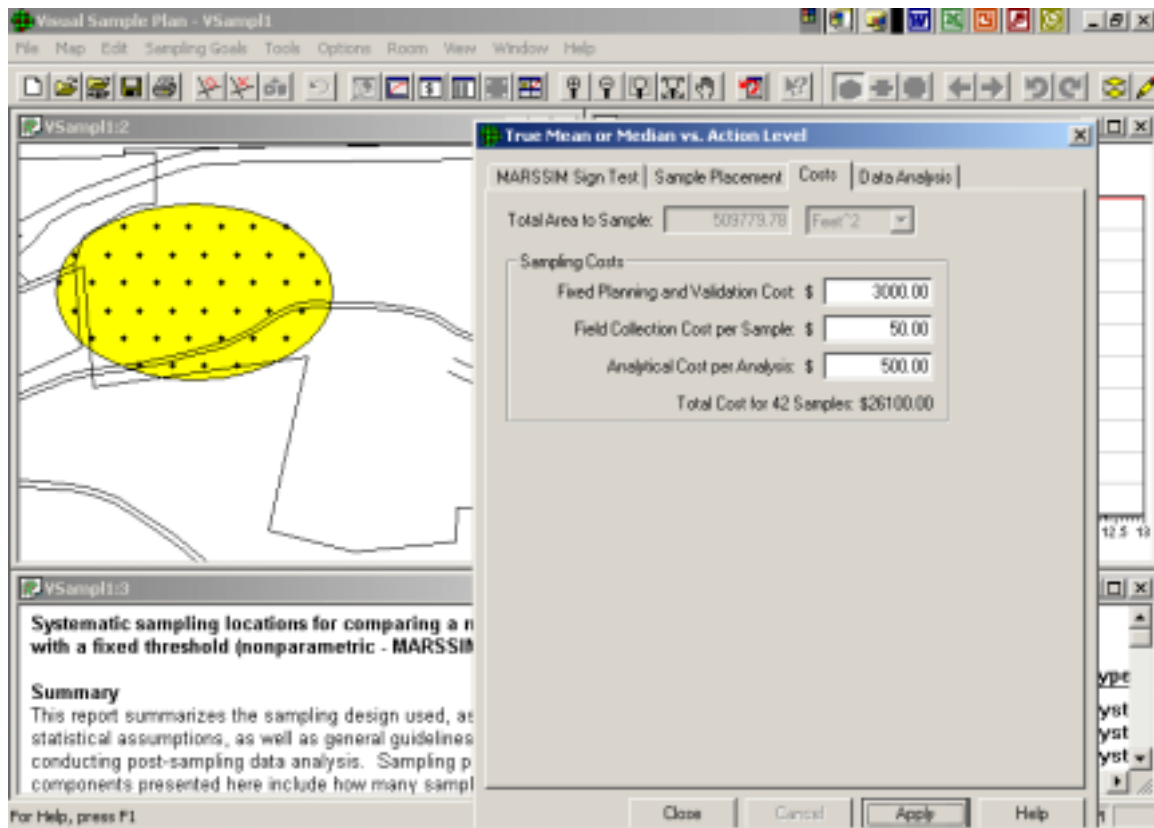 Visual Sample Plan - VSampl1
File Map Edit Sampling Goals Tools Options Room View Window Help
VSampl1:2
True Mean or Median vs. Action Level
MARSSIM Sign Test Sample Placement Costs Data Analysis
Total Area to Sample: 509779.78 Feet^2
Sampling Costs
Fixed Planning and Validation Cost: $ 3000.00
Field Collection Cost per Sample: $ 50.00
Analytical Cost per Analysis: $ 500.00
Total Cost for 42 Samples: $26100.00
12.5 13
VSampl1:3
Systematic sampling locations for comparing a
with a fixed threshold (nonparametric - MARSSIM
Summary
This report summarizes the sampling design used, as
statistical assumptions, as well as general guidelines
conducting post-sampling data analysis. Sampling p
components presented here include how many sampl
ype
yst
yst
yst
Close Cancel Apply Help
For Help, press F1